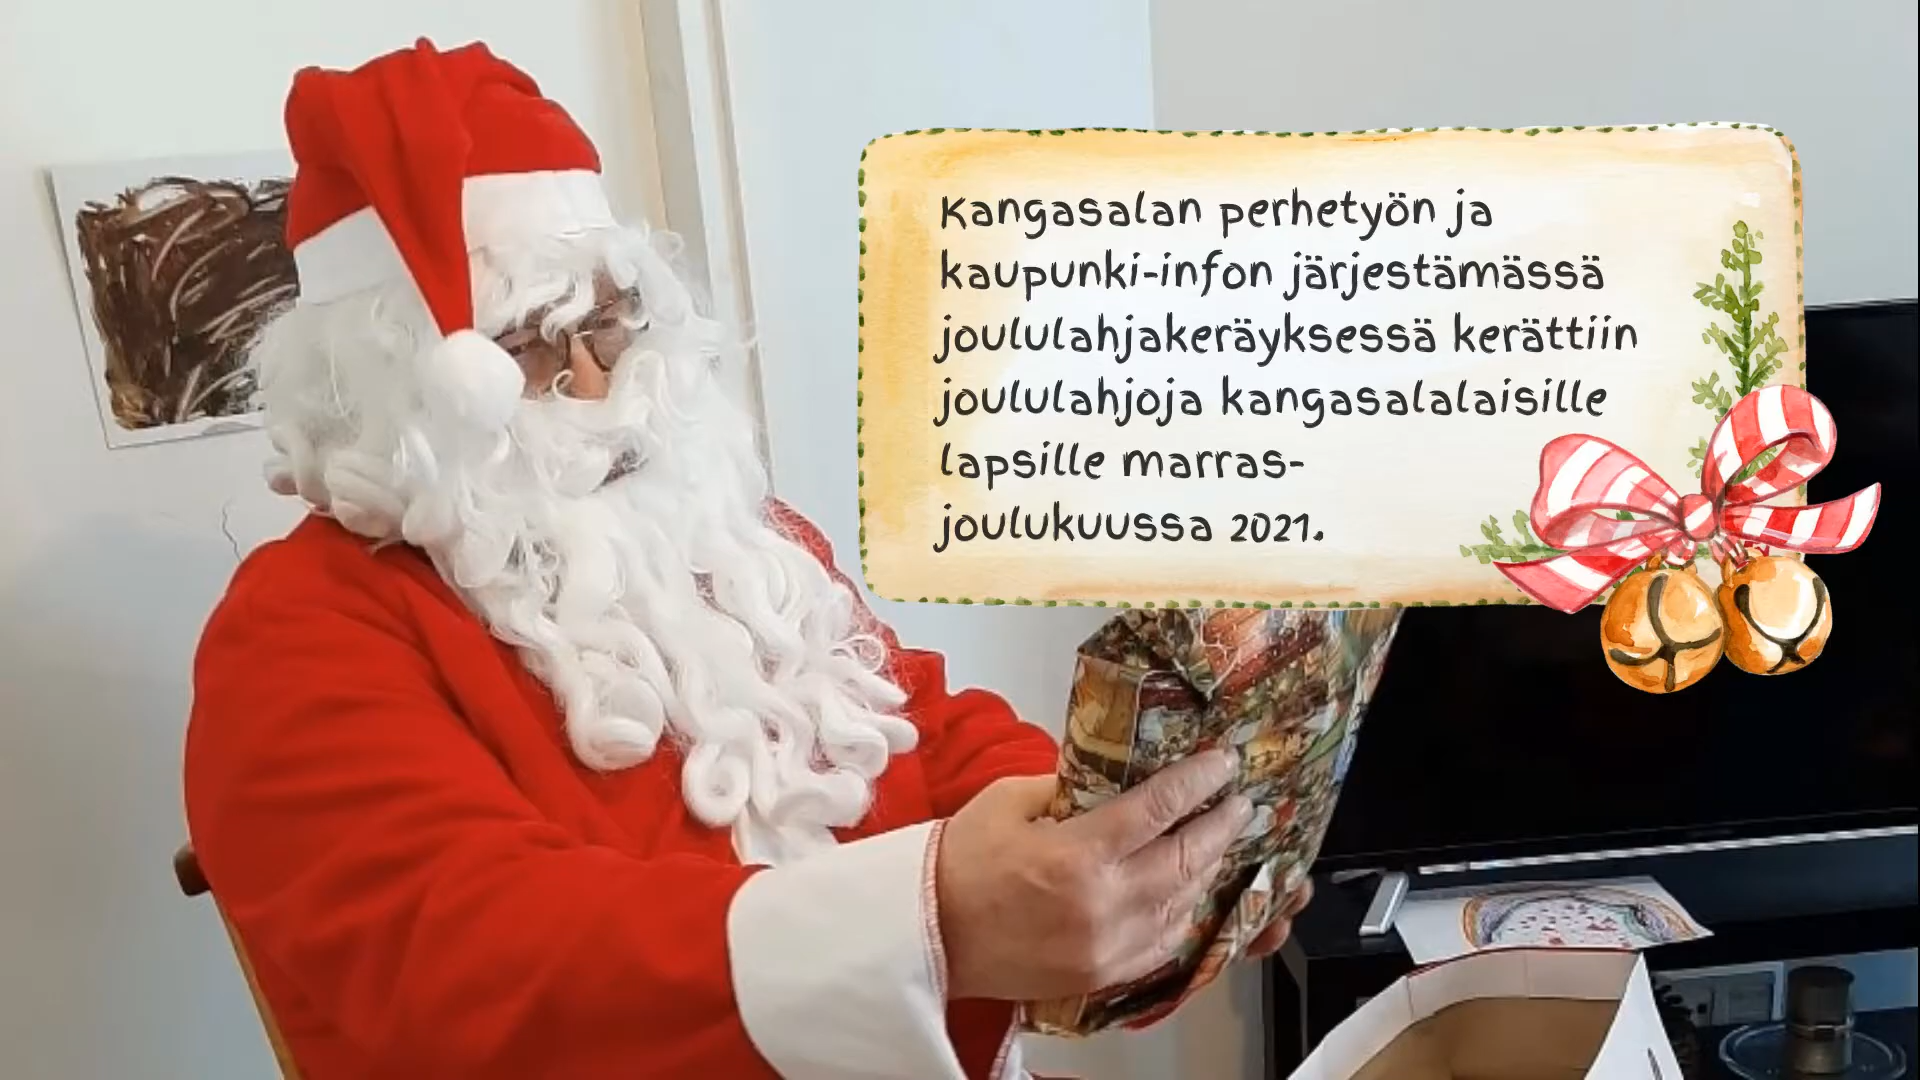 Kangasalan perhetyön ja
kaupunki-infon järjestämässä
joululahjakeräyksessä kerättiin
joululahjoja kangasalalaisille
lapsille marras-
joulukuussa 2021.